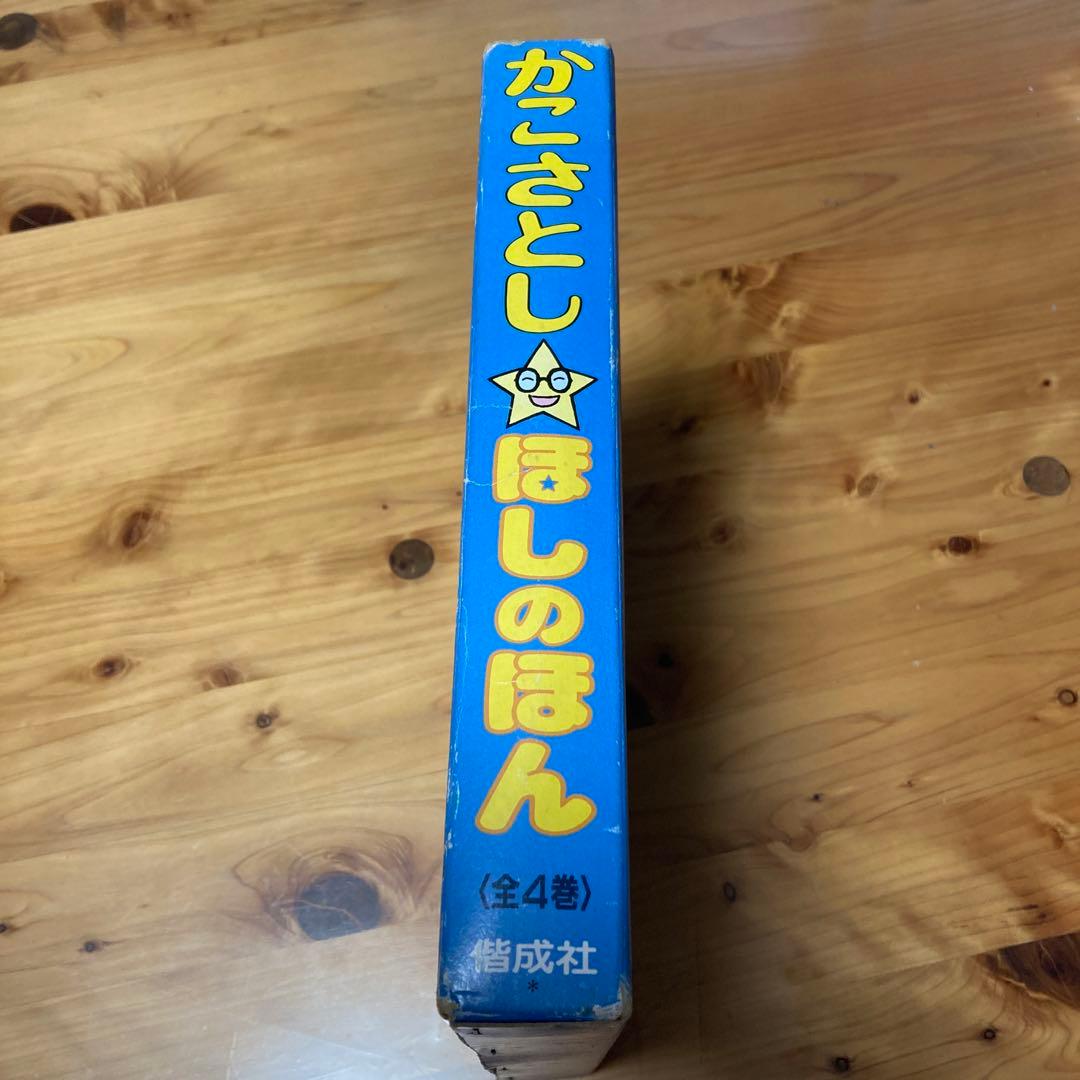 かこさとし
ほしのほん
〈全4巻〉
偕成社
*